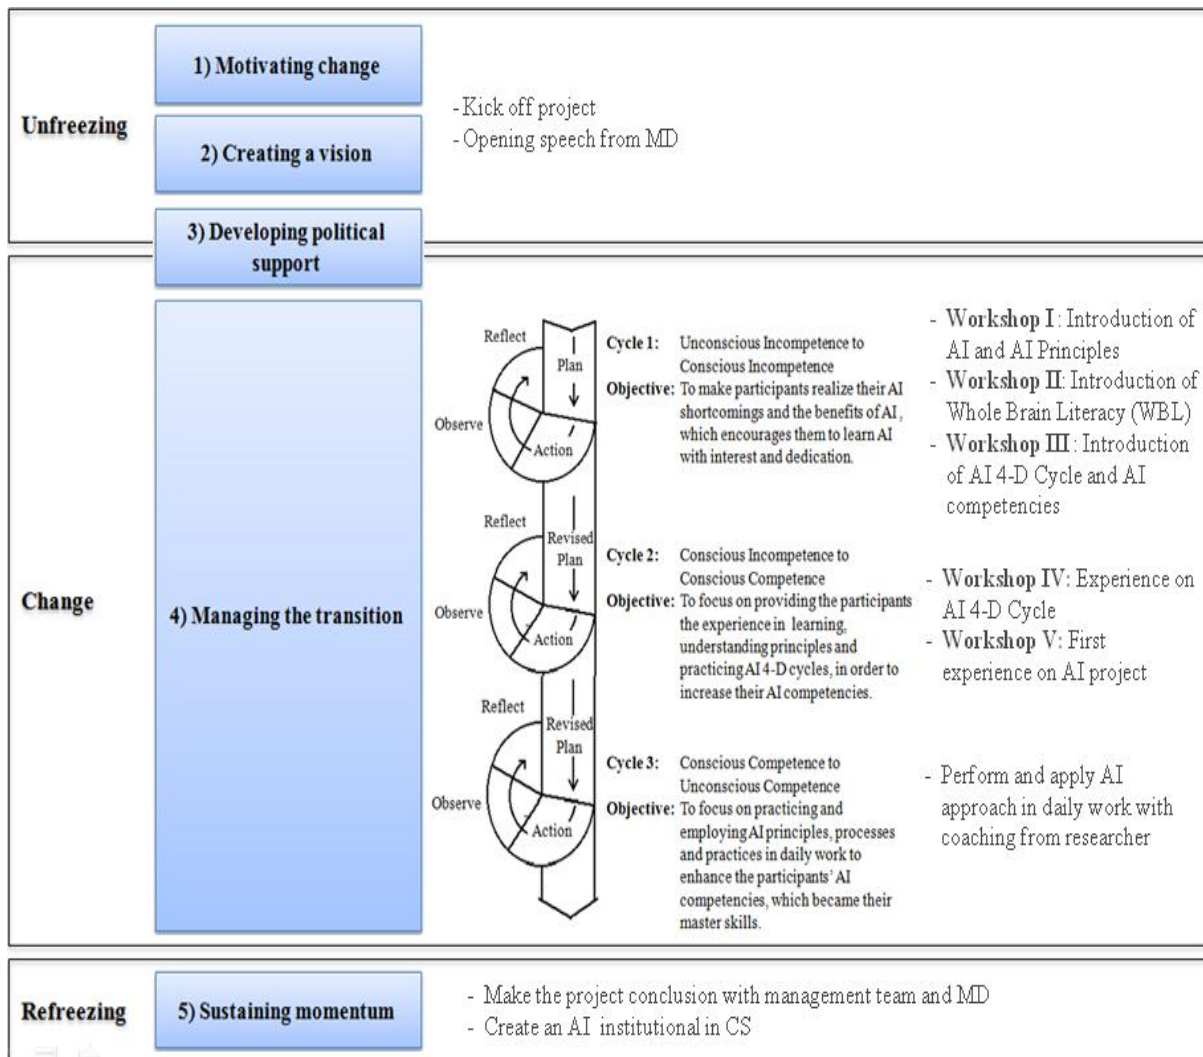 Unfreezing
1) Motivating change
2) Creating a vision
- Kick off project
- Opening speech from MD
3) Developing political
support
Change
4) Managing the transition
Reflect
Plan
Observe
Action
Cycle 1: Unconscious Incompetence to
Conscious Incompetence
Objective: To make participants realize their AI
shortcomings and the benefits of AI ,
which encourages them to learn AI
with interest and dedication.
- Workshop I : Introduction of
AI and AI Principles
- Workshop II: Introduction of
Whole Brain Literacy (WBL)
- Workshop III : Introduction
of AI 4-D Cycle and AI
competencies
Reflect
Revised
Plan
Observe
Action
Cycle 2: Conscious Incompetence to
Conscious Competence
Objective: To focus on providing the participants
the experience in learning,
understanding principles and
practicing AI 4-D cycles, in order to
increase their AI competencies.
- Workshop IV: Experience on
AI 4-D Cycle
- Workshop V: First
experience on AI project
Reflect
Revised
Plan
Observe
Action
Cycle 3: Conscious Competence to
Unconscious Competence
Objective: To focus on practicing and
employing AI principles, processes
and practices in daily work to
enhance the participants' AI
competencies, which became their
master skills.
- Perform and apply AI
approach in daily work with
coaching from researcher
Refreezing
5) Sustaining momentum
- Make the project conclusion with management team and MD
- Create an AI institutional in CS